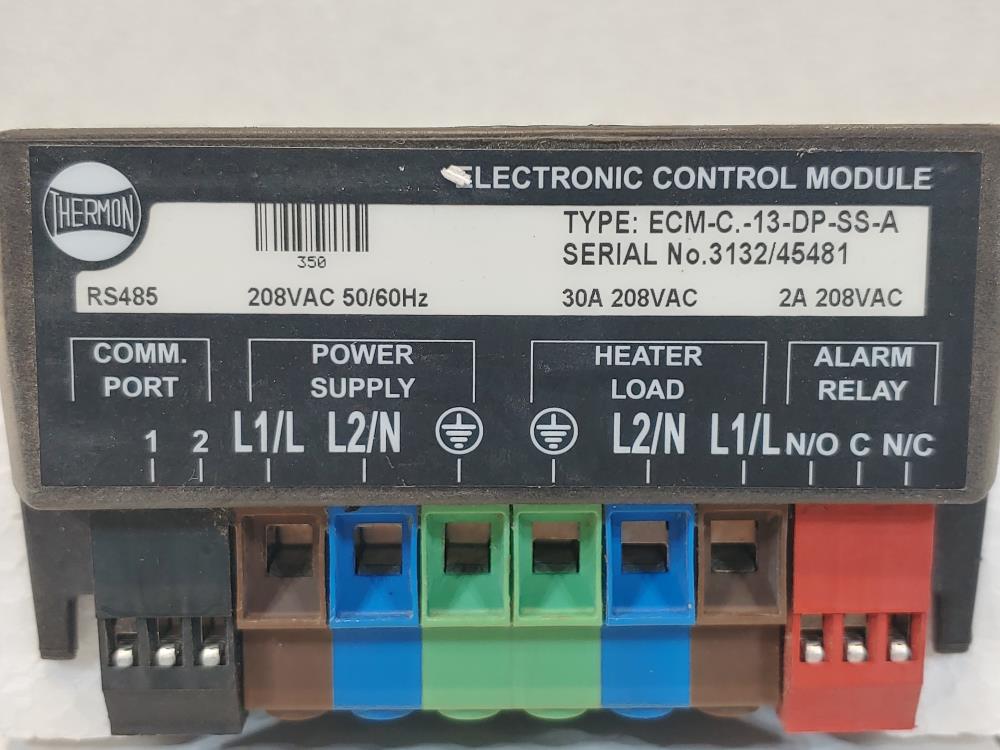 THERMON
ELECTRONIC CONTROL MODULE
350
TYPE: ECM-C.-13-DP-SS-A
SERIAL No.3132/45481
RS485 208VAC 50/60Hz 30A 208VAC 2A 208VAC
COMM. PORT
POWER SUPPLY
HEATER LOAD
ALARM RELAY
1 2 L1/L L2/N L2/N L1/L N/O C N/C